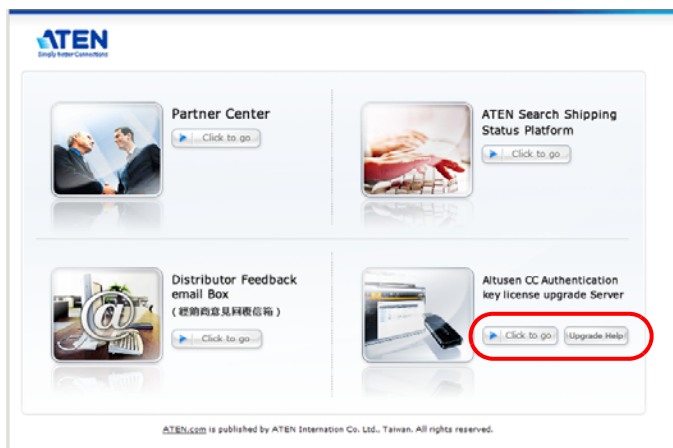 ATEN
Simply Better Connections
Partner Center
Click to go
ATEN Search Shipping
Status Platform
Click to go
Distributor Feedback
email Box
(經銷商意見回覆信箱)
Click to go
Altusen CC Authentication
key license upgrade Server
Click to go
Upgrade Help
ATEN.com is published by ATEN Internation Co. Ltd., Taiwan. All rights reserved.